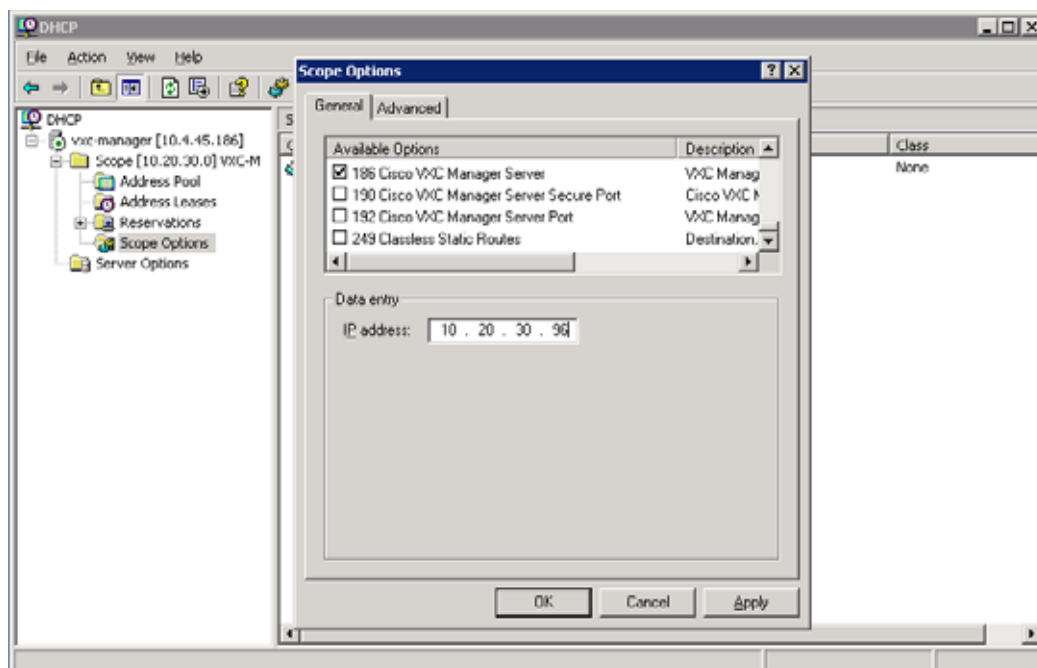 DHCP
File Action View Help
DHCP
vxc-manager [10.4.45.186]
Scope [10.20.30.0] VXC-M
Address Pool
Address Leases
Reservations
Scope Options
Server Options
Scope Options
General Advanced
Available Options Description
186 Cisco VXC Manager Server VXC Manag
190 Cisco VXC Manager Server Secure Port Cisco VXC M
192 Cisco VXC Manager Server Port VXC Manag
249 Classless Static Routes Destination,
Data entry
IP address: 10 . 20 . 30 . 96
OK Cancel Apply
Class
None